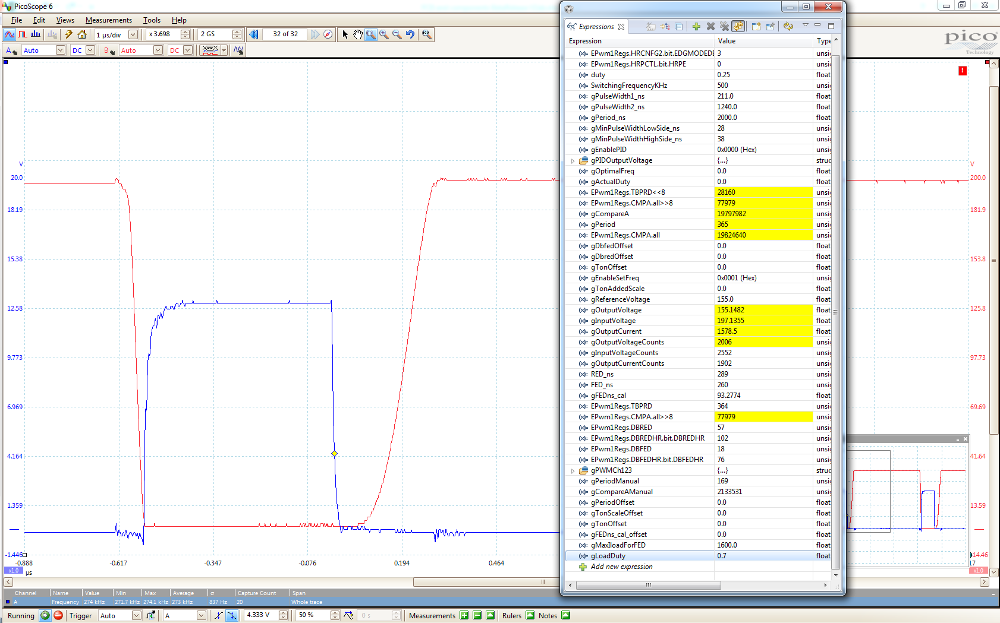 PicoScope 6
File Edit Views Measurements Tools Help
1 µs/div x 3.698 2 GS 32 of 32
A Auto DC B Auto DC
pico
Technology
V
20.0
18.19
15.38
12.58
9.773
6.969
4.164
1.359
-1.446
-0.888 -0.617 -0.347 -0.076 0.194 0.464
x1.0 µs
Expressions
Expression Value Type
(x)= EPwm1Regs.HRCNFG2.bit.EDGMODEDE 3 unsi
(x)= EPwm1Regs.HRPCTL.bit.HRPE 0 unsi
(x)= duty 0.25 float
(x)= SwitchingFrequencyKHz 500 unsi
(x)= gPulseWidth1_ns 211.0 float
(x)= gPulseWidth2_ns 1240.0 float
(x)= gPeriod_ns 2000.0 float
(x)= gMinPulseWidthLowSide_ns 28 unsi
(x)= gMinPulseWidthHighSide_ns 38 unsi
(x)= gEnablePID 0x0000 (Hex) unsi
gPIDOutputVoltage {...} struc
(x)= gOptimalFreq 0.0 float
(x)= gActualDuty 0.0 float
(x)= EPwm1Regs.TBPRD<<8 28160 unsi
(x)= EPwm1Regs.CMPA.all>>8 77979 unsi
(x)= gCompareA 19797982 unsi
(x)= gPeriod 365 unsi
(x)= EPwm1Regs.CMPA.all 19824640 unsi
(x)= gDbfedOffset 0.0 float
(x)= gDbredOffset 0.0 float
(x)= gTonOffset 0.0 float
(x)= gEnableSetFreq 0x0001 (Hex) unsi
(x)= gTonAddedScale 0.0 float
(x)= gReferenceVoltage 155.0 float
(x)= gOutputVoltage 155.1482 float
(x)= gInputVoltage 197.1355 float
(x)= gOutputCurrent 1578.5 float
(x)= gOutputVoltageCounts 2006 unsi
(x)= gInputVoltageCounts 2552 unsi
(x)= gOutputCurrentCounts 1902 unsi
(x)= RED_ns 289 unsi
(x)= FED_ns 260 unsi
(x)= gFEDns_cal 93.2774 float
(x)= EPwm1Regs.TBPRD 364 unsi
(x)= EPwm1Regs.CMPA.all>>8 77979 unsi
(x)= EPwm1Regs.DBRED 57 unsi
(x)= EPwm1Regs.DBREDHR.bit.DBREDHR 102 unsi
(x)= EPwm1Regs.DBFED 18 unsi
(x)= EPwm1Regs.DBFEDHR.bit.DBFEDHR 76 unsi
gPWMCh123 {...} struc
(x)= gPeriodManual 169 unsi
(x)= gCompareAManual 2133531 unsi
(x)= gPeriodOffset 0.0 float
(x)= gTonScaleOffset 0.0 float
(x)= gTonOffset 0.0 float
(x)= gFEDns_cal_offset 0.0 float
(x)= gMaxIloadForFED 1600.0 float
(x)= gLoadDuty 0.7 float
Add new expression
V
200.0
181.9
153.8
125.8
97.73
69.69
41.64
13.59
-14.46
17
x1.0
Channel Name Value Min Max Average σ Capture Count Span
A Frequency 274 kHz 271.7 kHz 274.1 kHz 273 kHz 837 Hz 20 Whole trace
Running Trigger Auto A 4.333 V 50 % 0 s Measurements Rulers Notes